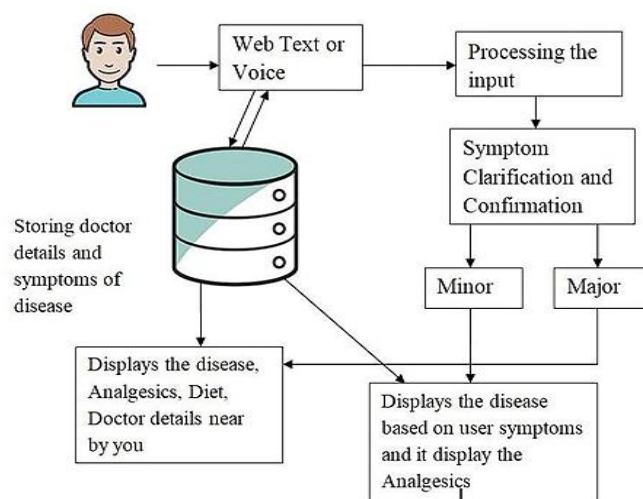 Web Text or
Voice
Processing the
input
Symptom
Clarification and
Confirmation
Storing doctor
details and
symptoms of
disease
Minor
Major
Displays the disease,
Analgesics, Diet,
Doctor details near
by you
Displays the disease
based on user symptoms
and it display the
Analgesics